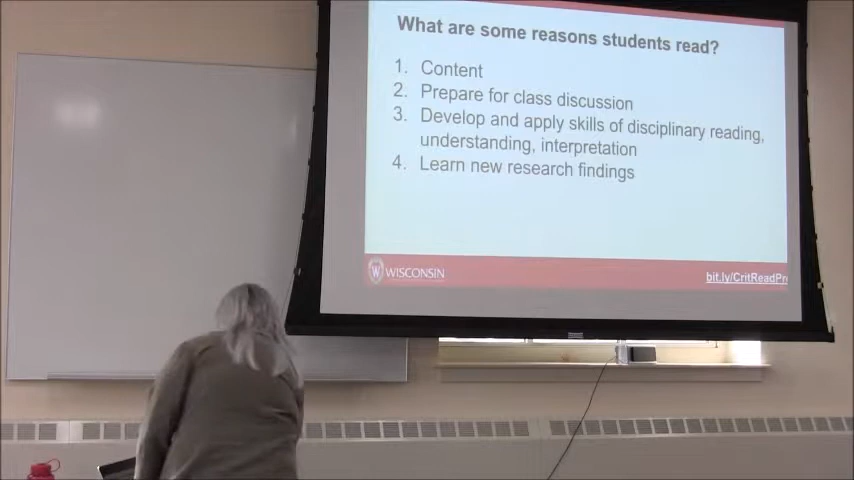 What are some reasons students read?
1. Content
2. Prepare for class discussion
3. Develop and apply skills of disciplinary reading,
understanding, interpretation
4. Learn new research findings
W WISCONSIN
bit.ly/CritReadPr